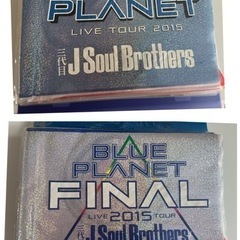 PLANET
LIVE TOUR 2015
三代目 J Soul Brothers
BLUE
PLANET
FINAL
LIVE 2015 TOUR
三代目 J Soul Brothers